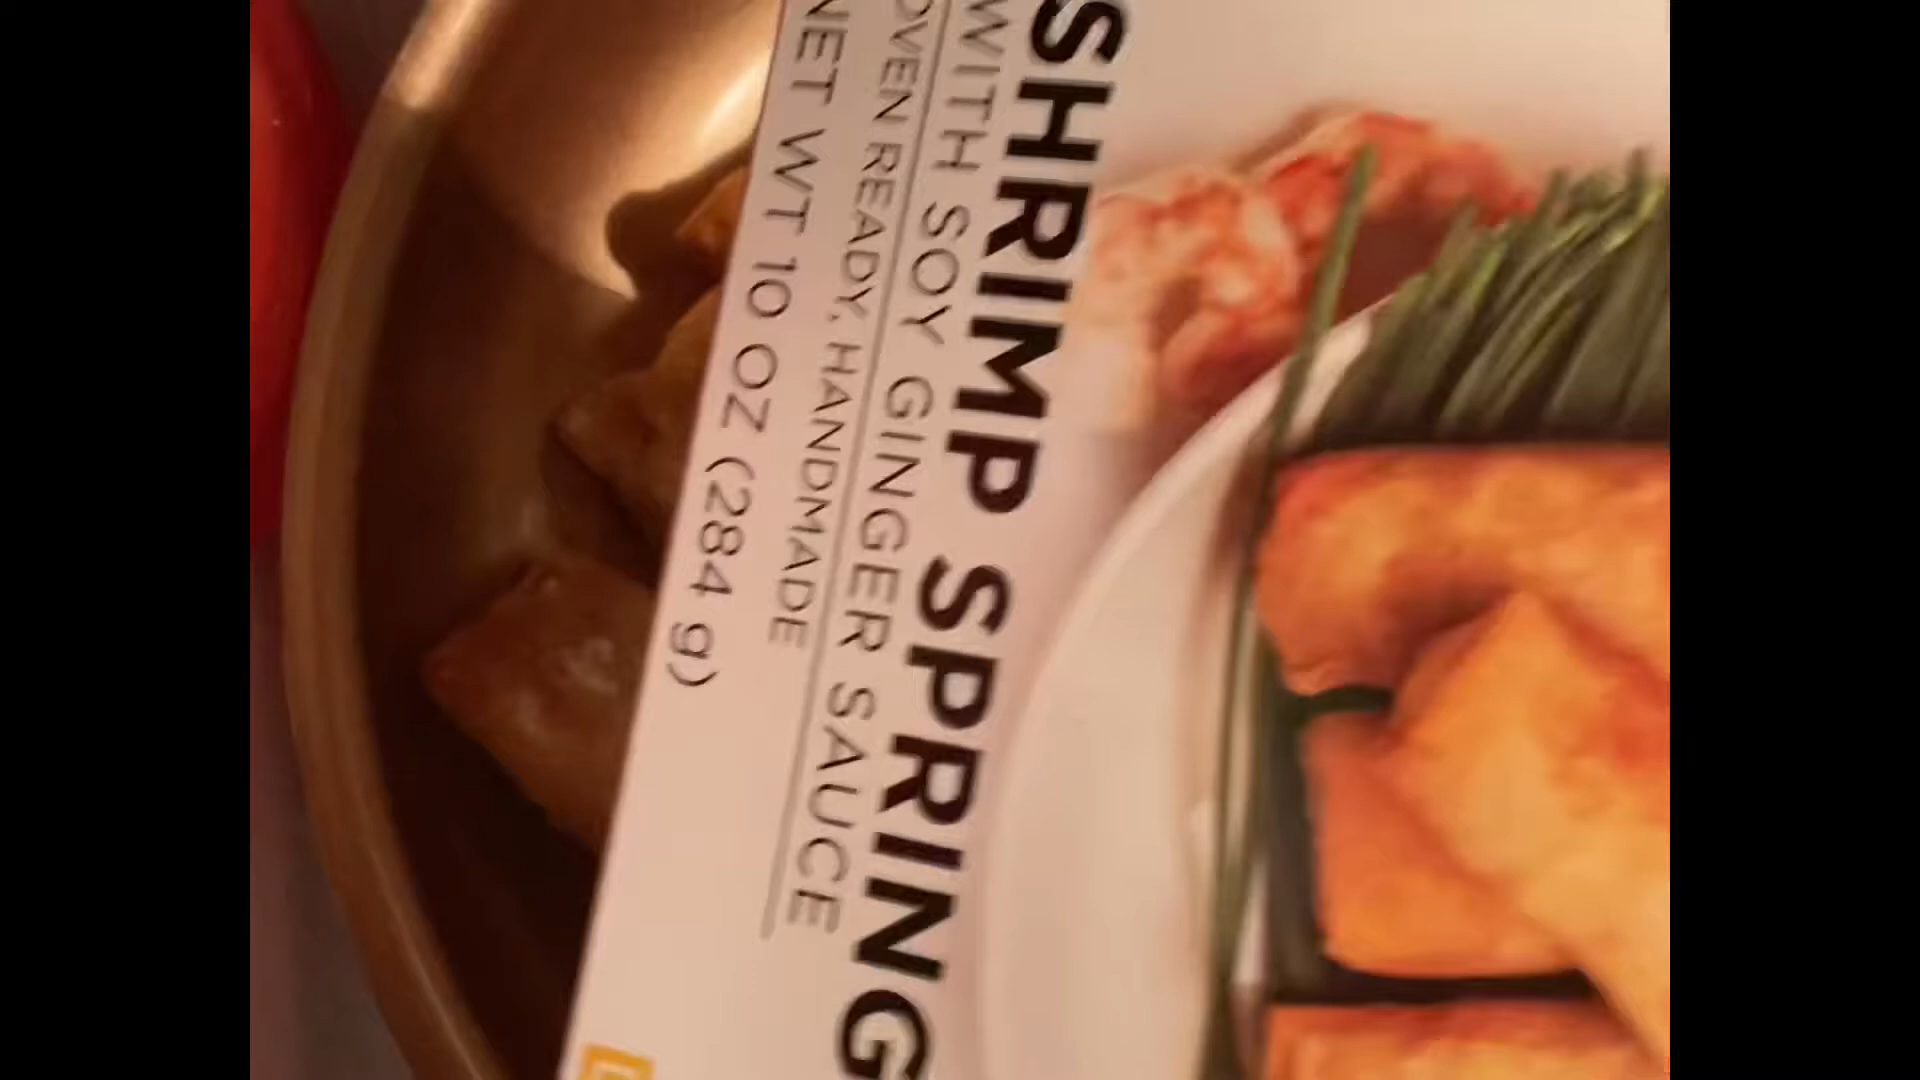 SHRIMP SPRING
WITH SOY GINGER SAUCE
OVEN READY, HANDMADE
NET WT 10 OZ (284 g)